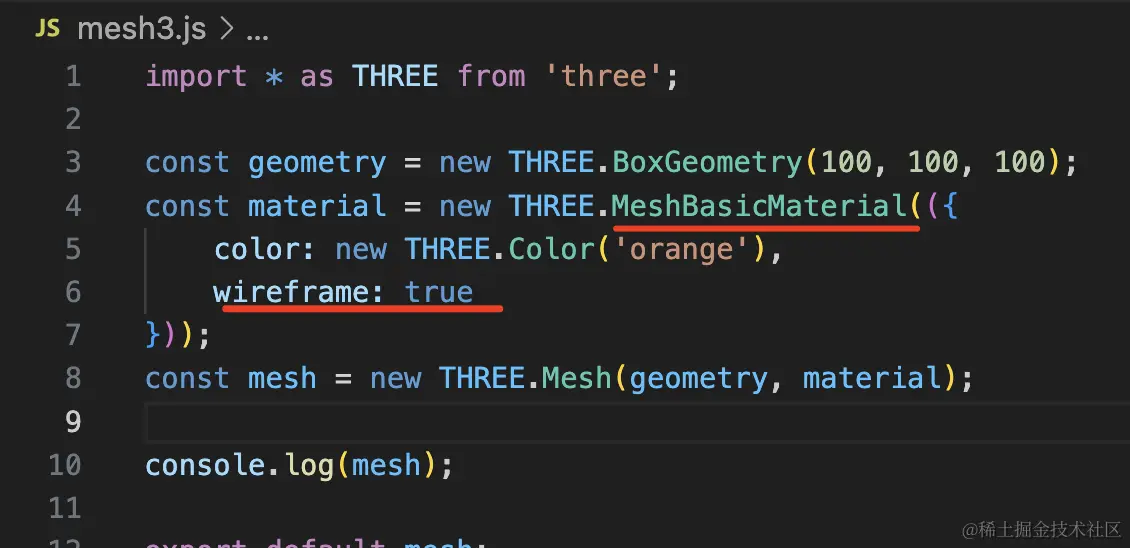 JS mesh3.js > ...
1 import * as THREE from 'three';
2
3 const geometry = new THREE.BoxGeometry(100, 100, 100);
4 const material = new THREE.MeshBasicMaterial(({
5     color: new THREE.Color('orange'),
6     wireframe: true
7 }));
8 const mesh = new THREE.Mesh(geometry, material);
9
10 console.log(mesh);
11
12 export default mesh;
@稀土掘金技术社区